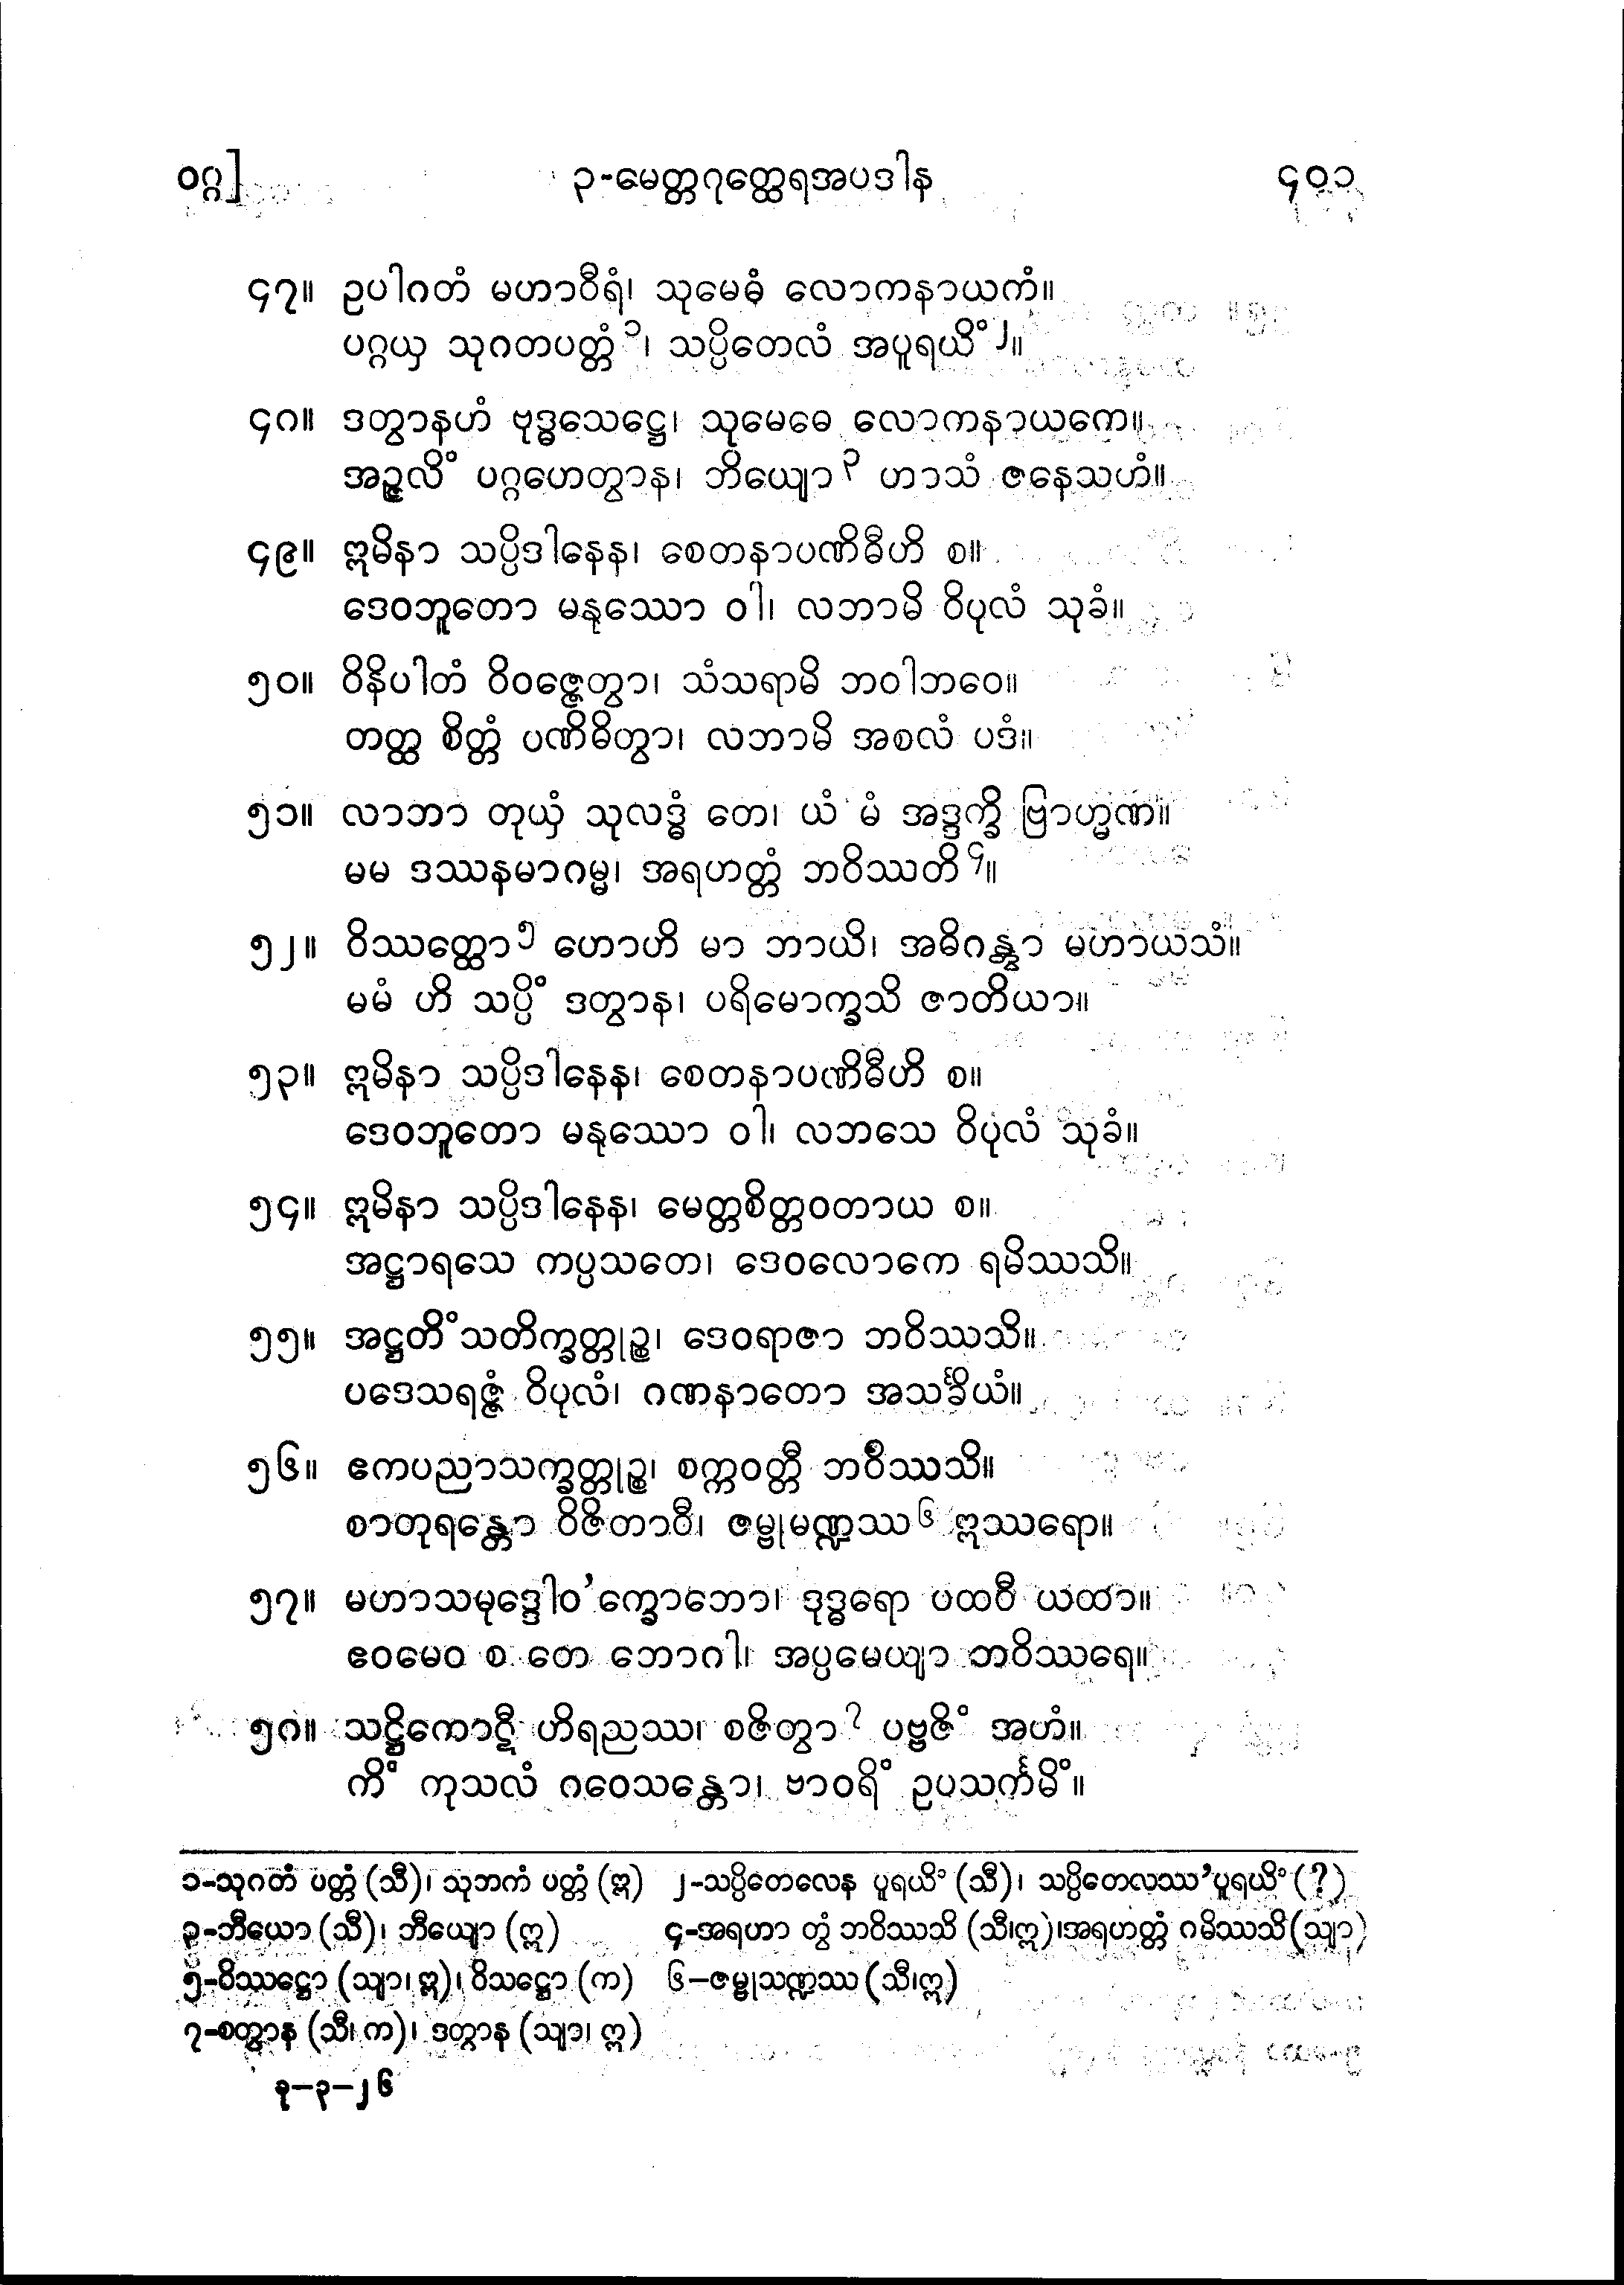 ဝဂ္ဂ] ၃-မေတ္တဂုတ္ထေရအပဒါန ၄၀၁
၄၇။ ဥပါဂတံ မဟာဝီရံ၊ သုမေဓံ လောကနာယကံ။
ပဂ္ဂယှ သုဂတပတ္တံ၁၊ သပ္ပိတေလံ အပူရယိံ၂။
၄၈။ ဒတွာနဟံ ဗုဒ္ဓသေဋ္ဌေ၊ သုမေဓေ လောကနာယကေ။
အဉ္ဇလိံ ပဂ္ဂဟေတွာန၊ ဘိယျော၃ ဟာသံ ဇနေသဟံ။
၄၉။ ဣမိနာ သပ္ပိဒါနေန၊ စေတနာပဏိဓီဟိ စ။
ဒေဝဘူတော မနုဿော ဝါ၊ လဘာမိ ဝိပုလံ သုခံ။
၅၀။ ဝိနိပါတံ ဝိဝဇ္ဇေတွာ၊ သံသရာမိ ဘဝါဘဝေ။
တတ္ထ စိတ္တံ ပဏိဓိတွာ၊ လဘာမိ အစလံ ပဒံ။
၅၁။ လာဘာ တုယှံ သုလဒ္ဓံ တေ၊ ယံ မံ အဒ္ဒက္ခိ ဗြာဟ္မဏ။
မမ ဒဿနမာဂမ္မ၊ အရဟတ္တံ ဘဝိဿတိ၄။
၅၂။ ဝိဿတ္ထော၅ ဟောဟိ မာ ဘာယိ၊ အဓိဂန္တွာ မဟာယသံ။
မမံ ဟိ သပ္ပိံ ဒတွာန၊ ပရိမောက္ခသိ ဇာတိယာ။
၅၃။ ဣမိနာ သပ္ပိဒါနေန၊ စေတနာပဏိဓီဟိ စ။
ဒေဝဘူတော မနုဿော ဝါ၊ လဘသေ ဝိပုလံ သုခံ။
၅၄။ ဣမိနာ သပ္ပိဒါနေန၊ မေတ္တစိတ္တဝတာယ စ။
အဋ္ဌာရသေ ကပ္ပသတေ၊ ဒေဝလောကေ ရမိဿသိ။
၅၅။ အဋ္ဌတိံသတိက္ခတ္တုဉ္စ၊ ဒေဝရာဇာ ဘဝိဿသိ။
ပဒေသရဇ္ဇံ ဝိပုလံ၊ ဂဏနာတော အသင်္ခိယံ။
၅၆။ ဧကပညာသက္ခတ္တုဉ္စ၊ စက္ကဝတ္တီ ဘဝိဿသိ။
စာတုရန္တော ဝိဇိတာဝီ၊ ဇမ္ဗုမဏ္ဍဿ၆ ဣဿရော။
၅၇။ မဟာသမုဒ္ဒေါဝ’က္ခောဘော၊ ဒုဒ္ဓရော ပထဝီ ယထာ။
ဧဝမေဝ စ တေ ဘောဂါ၊ အပ္ပမေယျာ ဘဝိဿရေ။
၅၈။ သဋ္ဌိကောဋီ ဟိရညဿ၊ စဇိတွာ၇ ပဗ္ဗဇိံ အဟံ။
ကိံ ကုသလံ ဂဝေသန္တော၊ ဗာဝရိံ ဥပသင်္ကမိံ။
၁-သုဂတံ ပတ္တံ (သီ)၊ သုဘကံ ပတ္တံ (ဣ) ၂-သပ္ပိတေလေန ပူရယိံ (သီ)၊ သပ္ပိတေလဿ’ပူရယိံ (?)
၃-ဘီယော (သီ)၊ ဘီယျော (ဣ) ၄-အရဟာ တွံ ဘဝိဿသိ (သီ၊ဣ)၊အရဟတ္တံ ဂမိဿသိ (သျာ)
၅-ဝိဿဋ္ဌော (သျာ၊ ဣ)၊ ဝိသဋ္ဌော (က) ၆-ဇမ္ဗုသဏ္ဍဿ (သီ၊ဣ)
၇-စတွာန (သီ၊ က)၊ ဒတွာန (သျာ၊ ဣ)
ခု-၃-၂၆